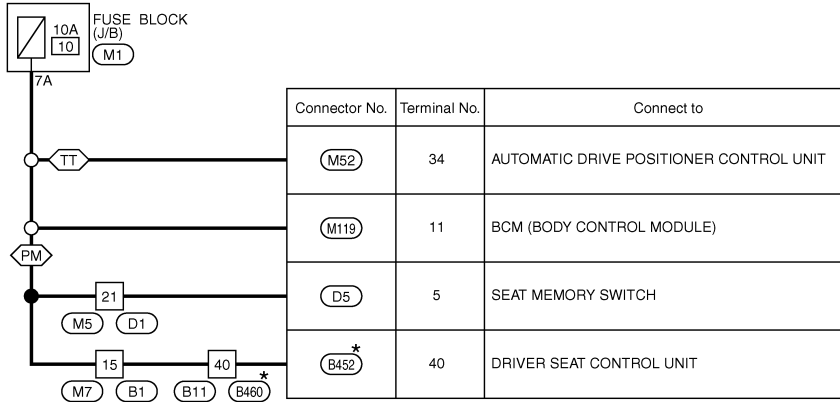 10A
10
FUSE BLOCK
(J/B)
M1
7A
Connector No. Terminal No. Connect to
TT M52 34 AUTOMATIC DRIVE POSITIONER CONTROL UNIT
M119 11 BCM (BODY CONTROL MODULE)
PM
21 D5 5 SEAT MEMORY SWITCH
M5 D1
15 40 B452* 40 DRIVER SEAT CONTROL UNIT
M7 B1 B11 B460*